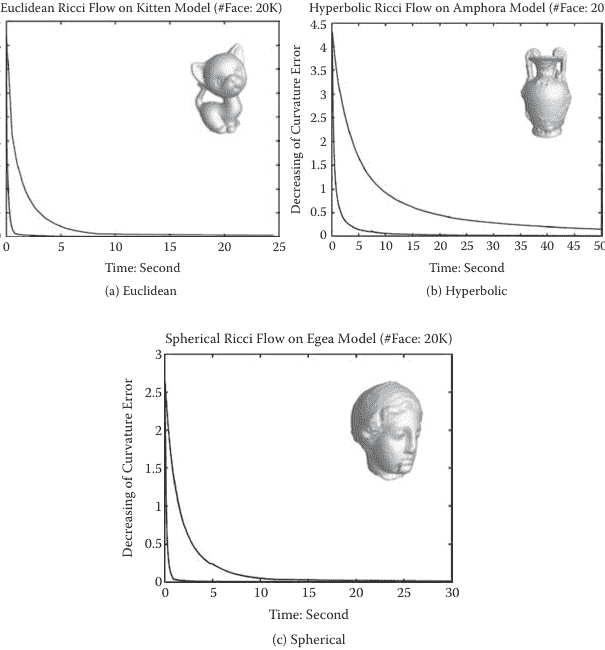 Euclidean Ricci Flow on Kitten Model (#Face: 20K)
0 5 10 15 20 25
Time: Second
(a) Euclidean
Hyperbolic Ricci Flow on Amphora Model (#Face: 20
Decreasing of Curvature Error
4.5
4
3.5
3
2.5
2
1.5
1
0.5
0
0 5 10 15 20 25 30 35 40 45 50
Time: Second
(b) Hyperbolic
Spherical Ricci Flow on Egea Model (#Face: 20K)
Decreasing of Curvature Error
3
2.5
2
1.5
1
0.5
0
0 5 10 15 20 25 30
Time: Second
(c) Spherical